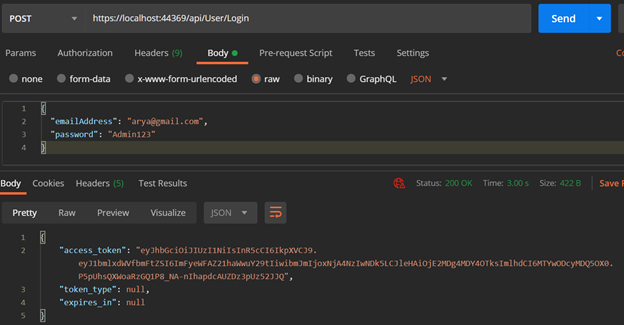 POST https://localhost:44369/api/User/Login Send
Params Authorization Headers (9) Body Pre-request Script Tests Settings Co
none form-data x-www-form-urlencoded raw binary GraphQL JSON
1 {
2 "emailAddress": "arya@gmail.com",
3 "password": "Admin123"
4 }
Body Cookies Headers (5) Test Results Status: 200 OK Time: 3.00 s Size: 422 B Save R
Pretty Raw Preview Visualize JSON
1 {
2 "access_token": "eyJhbGciOiJIUzI1NiIsInR5cCI6IkpXVCJ9.
eyJ1bmlxdWVfbmFtZSI6ImFyeWFAZ21haWwuY29tIiwibmJmIjoxNjA4NzIwNDk5LCJleHAiOjE2MDg4MDY4OTksImlhdCI6MTYwODcyMDQ5OX0.
P5pUhsQXWoaRzGQ1P8_NA-nIhapdcAUZDz3pUz52JJQ",
3 "token_type": null,
4 "expires_in": null
5 }